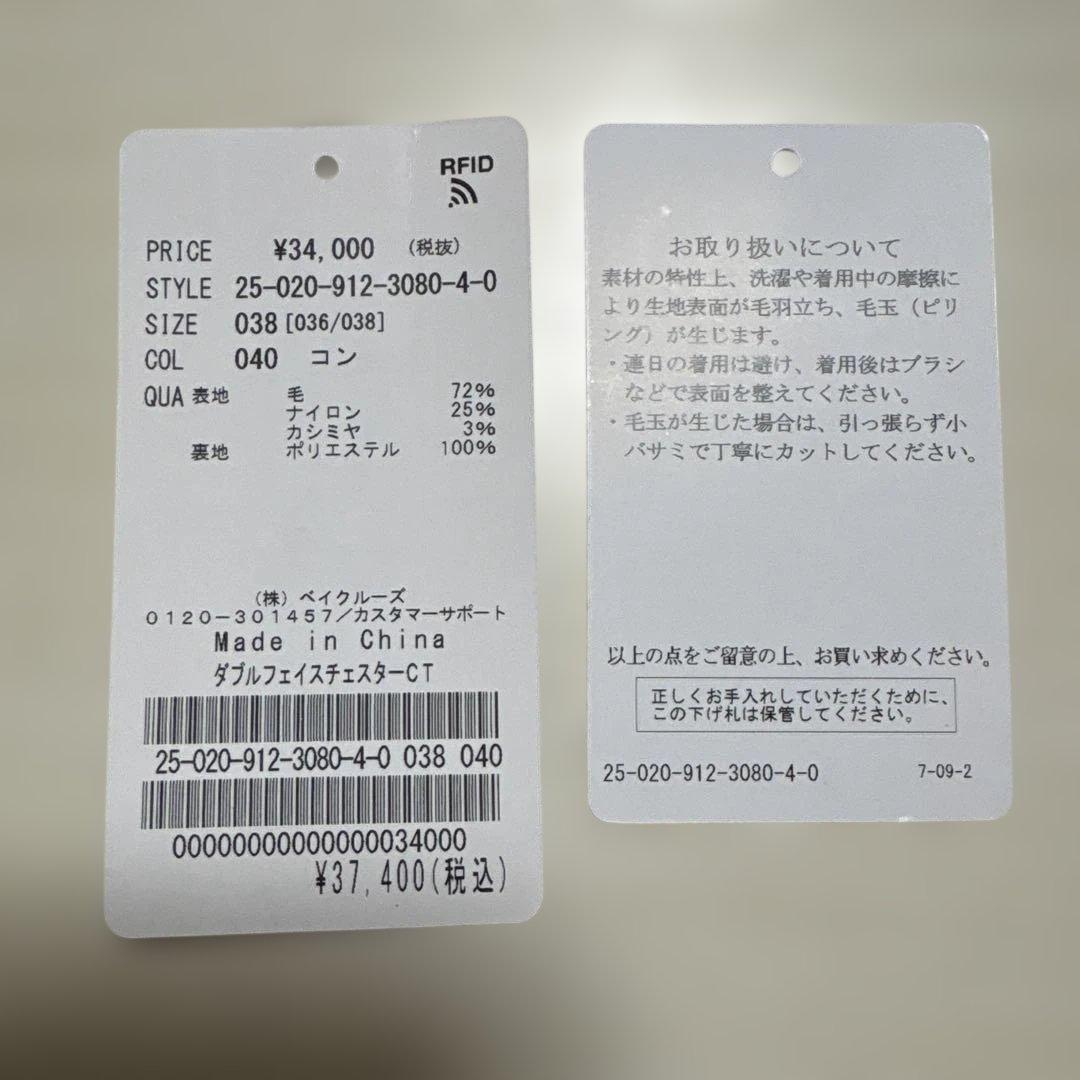 RFID
PRICE ¥34,000 (税抜)
STYLE 25-020-912-3080-4-0
SIZE 038 [036/038]
COL 040 コン
QUA 表地 毛 72%
ナイロン 25%
カシミヤ 3%
裏地 ポリエステル 100%
(株)ベイクルーズ
0120-301457/カスタマーサポート
Made in China
ダブルフェイスチェスターCT
25-020-912-3080-4-0 038 040
00000000000000034000
¥37,400(税込)
お取り扱いについて
素材の特性上、洗濯や着用中の摩擦に
より生地表面が毛羽立ち、毛玉(ピリ
ング)が生じます。
・連日の着用は避け、着用後はブラシ
などで表面を整えてください。
・毛玉が生じた場合は、引っ張らず小
バサミで丁寧にカットしてください。
以上の点をご留意の上、お買い求めください。
正しくお手入れしていただくために、
この下げ札は保管してください。
25-020-912-3080-4-0 7-09-2